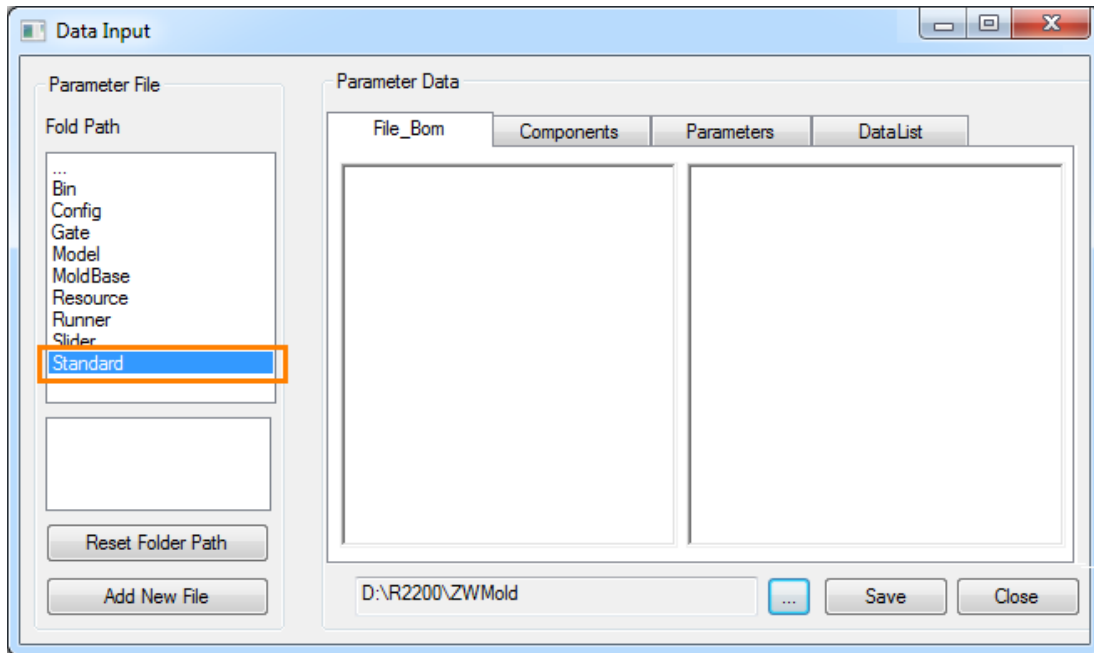 Data Input
Parameter File
Fold Path
...
Bin
Config
Gate
Model
MoldBase
Resource
Runner
Slider
Standard
Reset Folder Path
Add New File
Parameter Data
File_Bom Components Parameters DataList
D:\R2200\ZWMold ... Save Close